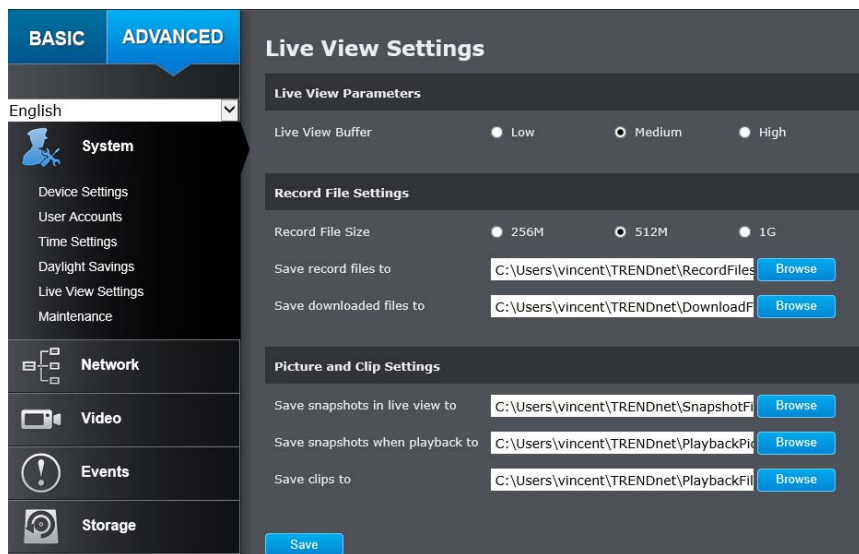 BASIC ADVANCED
English
System
Device Settings
User Accounts
Time Settings
Daylight Savings
Live View Settings
Maintenance
Network
Video
Events
Storage
Live View Settings
Live View Parameters
Live View Buffer Low Medium High
Record File Settings
Record File Size 256M 512M 1G
Save record files to C:\Users\vincent\TRENDnet\RecordFiles Browse
Save downloaded files to C:\Users\vincent\TRENDnet\DownloadF Browse
Picture and Clip Settings
Save snapshots in live view to C:\Users\vincent\TRENDnet\SnapshotFi Browse
Save snapshots when playback to C:\Users\vincent\TRENDnet\PlaybackPic Browse
Save clips to C:\Users\vincent\TRENDnet\PlaybackFil Browse
Save